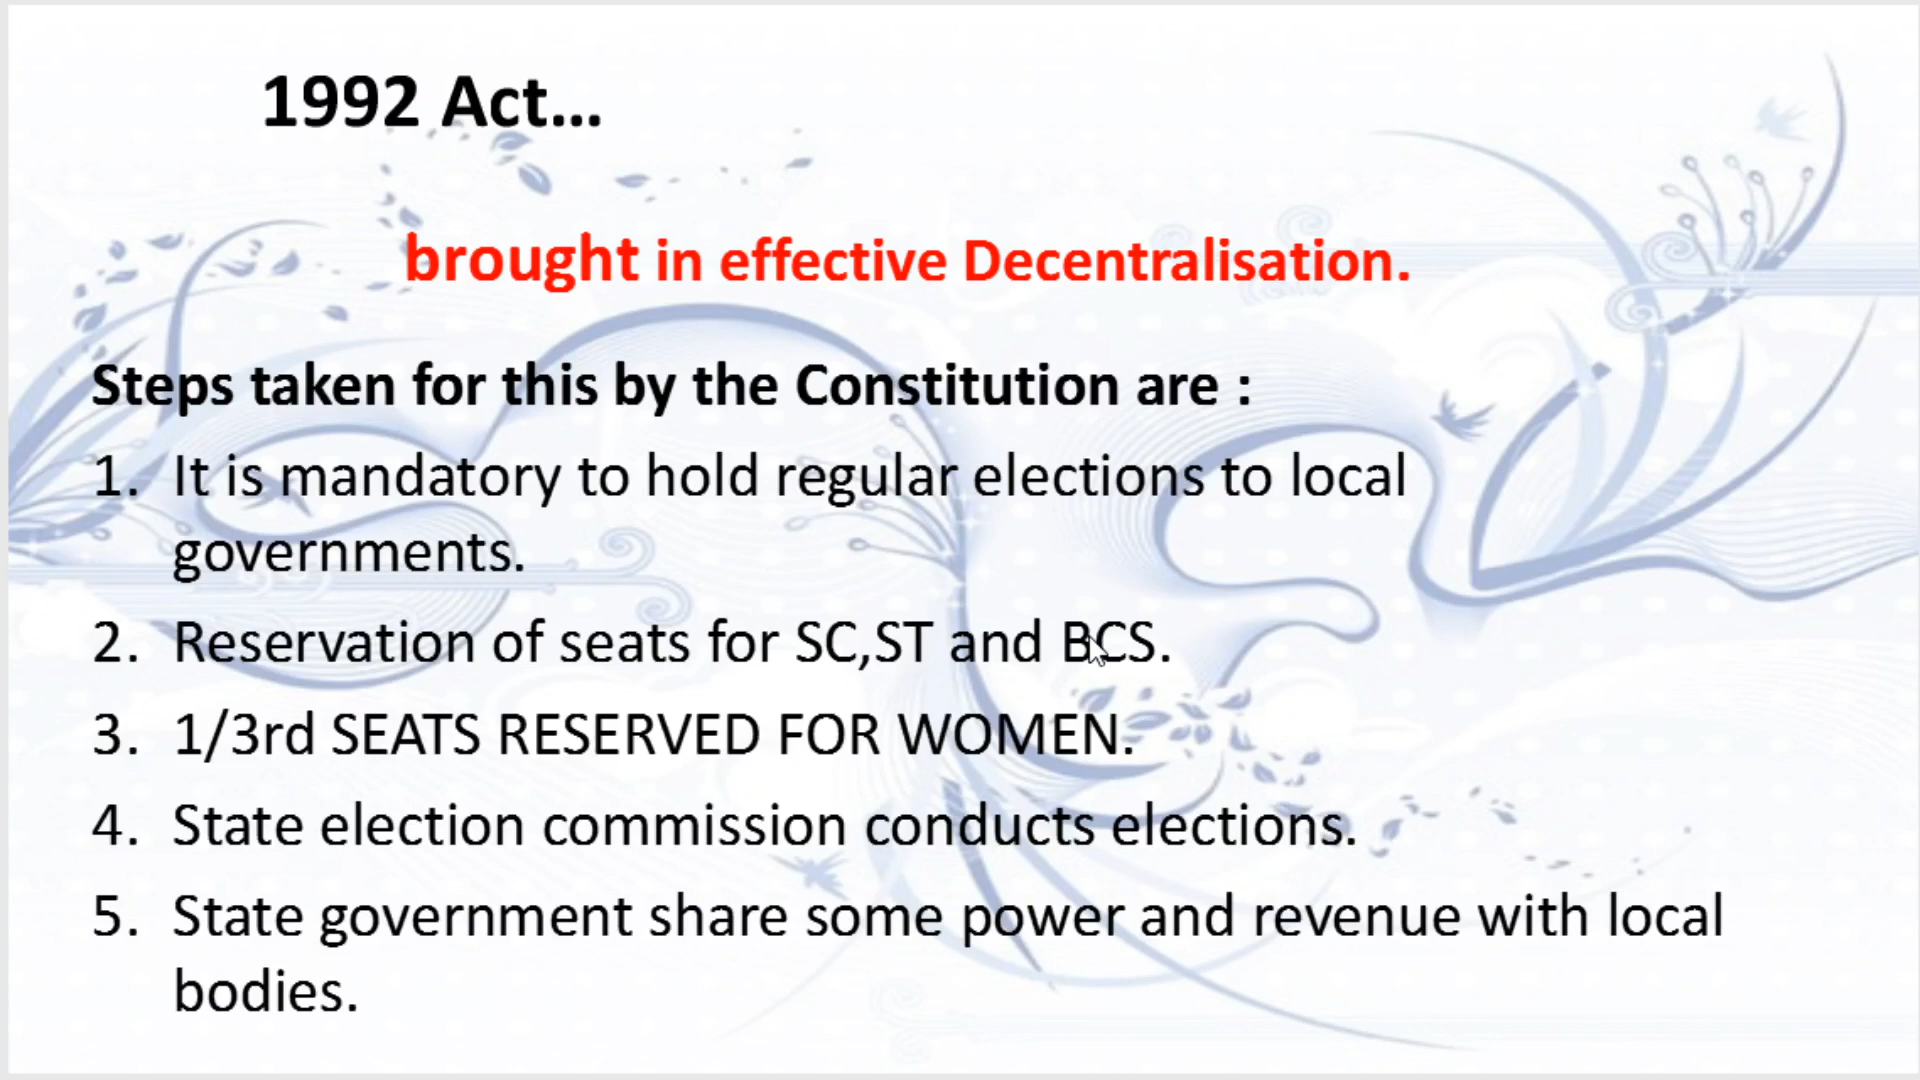 1992 Act...
brought in effective Decentralisation.
Steps taken for this by the Constitution are :
1. It is mandatory to hold regular elections to local
governments.
2. Reservation of seats for SC,ST and BCS.
3. 1/3rd SEATS RESERVED FOR WOMEN.
4. State election commission conducts elections.
5. State government share some power and revenue with local
bodies.